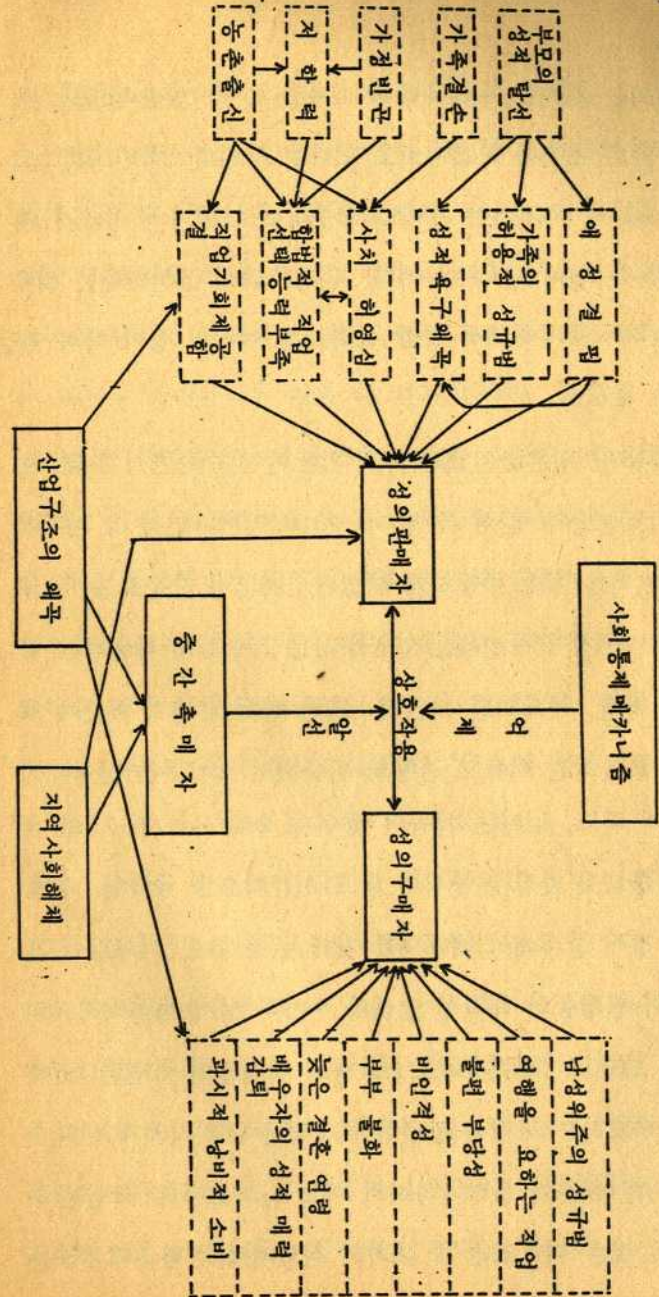 부모의
성적 탈선
가족결손
가정빈곤
저 학 력
농촌출신
애 정 결 핍
가족의
허용적 성규범
성적욕구왜곡
사치 허영심
합법적 직업
선택능력부족
직업기회제공
결 함
성의판매자
상호작용
성의구매자
사회통제메카니즘
억 제
알 선
중 간 촉 매 자
산업구조의 왜곡
지역사회해체
남성위주의 성규범
여행을 요하는 직업
불편 부당성
비인격성
부부 불화
늦은 결혼 연령
배우자의 성적 매력
감퇴
과시적 낭비적 소비